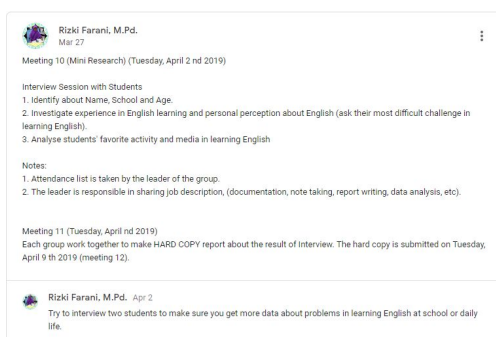 Rizki Farani, M.Pd.
Mar 27
Meeting 10 (Mini Research) (Tuesday, April 2 nd 2019)
Interview Session with Students
1. Identify about Name, School and Age.
2. Investigate experience in English learning and personal perception about English (ask their most difficult challenge in
learning English).
3. Analyse students' favorite activity and media in learning English
Notes:
1. Attendance list is taken by the leader of the group.
2. The leader is responsible in sharing job description, (documentation, note taking, report writing, data analysis, etc).
Meeting 11 (Tuesday, April nd 2019)
Each group work together to make HARD COPY report about the result of Interview. The hard copy is submitted on Tuesday,
April 9 th 2019 (meeting 12).
Rizki Farani, M.Pd. Apr 2
Try to interview two students to make sure you get more data about problems in learning English at school or daily
life.